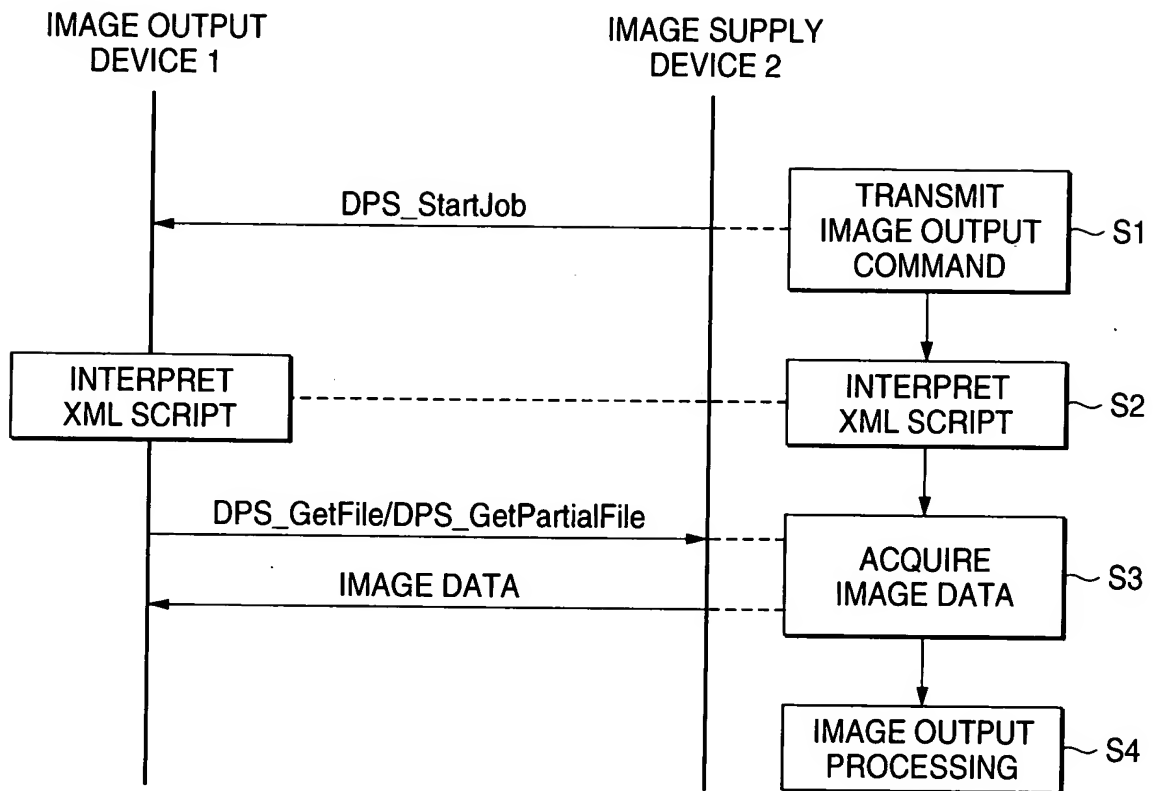 IMAGE OUTPUT
DEVICE 1
IMAGE SUPPLY
DEVICE 2
DPS_StartJob
TRANSMIT
IMAGE OUTPUT
COMMAND
S1
INTERPRET
XML SCRIPT
INTERPRET
XML SCRIPT
S2
DPS_GetFile/DPS_GetPartialFile
IMAGE DATA
ACQUIRE
IMAGE DATA
S3
IMAGE OUTPUT
PROCESSING
S4